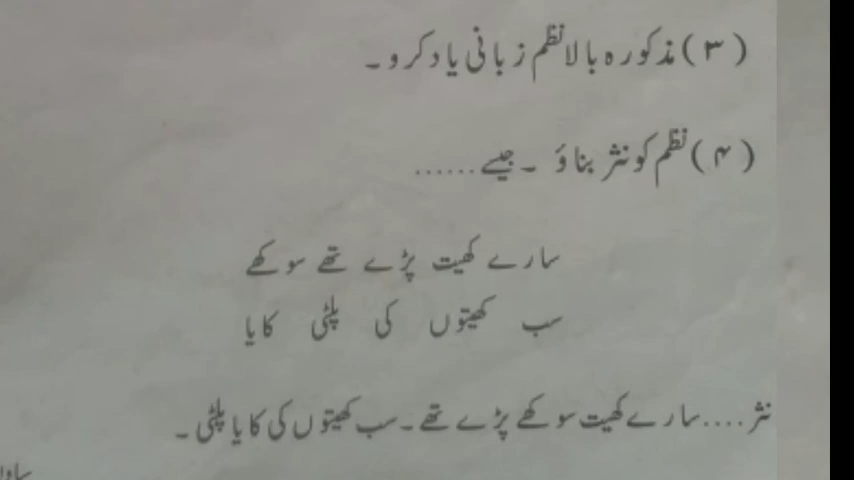 (۳) مذکورہ بالا نظم زبانی یاد کرو۔
(۴) نظم کو نثر بناؤ ۔ جیسے ......
سارے کھیت پڑے تھے سوکھے
سب کھیتوں کی پلٹی کایا
نثر .... سارے کھیت سوکھے پڑے تھے۔ سب کھیتوں کی کایا پلٹی۔